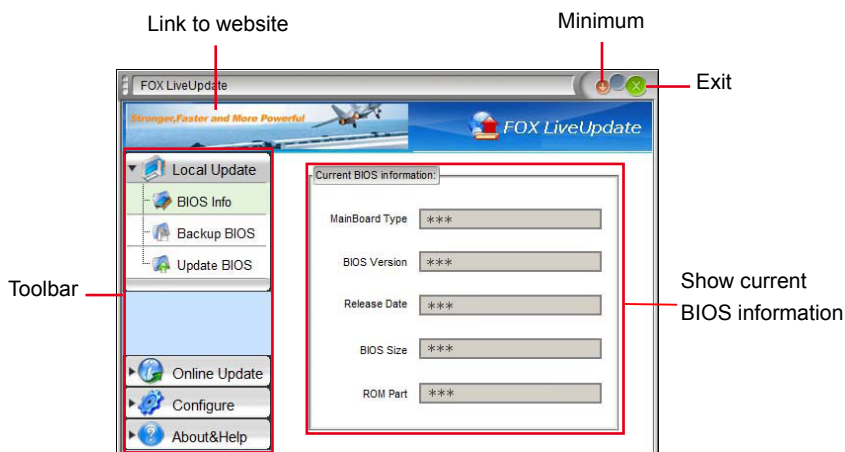 Link to website
Minimum
FOX LiveUpdate
Exit
Stronger,Faster and More Powerful
FOX LiveUpdate
Local Update
BIOS Info
Backup BIOS
Update BIOS
Toolbar
Online Update
Configure
About&Help
Current BIOS information:
MainBoard Type ***
BIOS Version ***
Release Date ***
BIOS Size ***
ROM Part ***
Show current
BIOS information